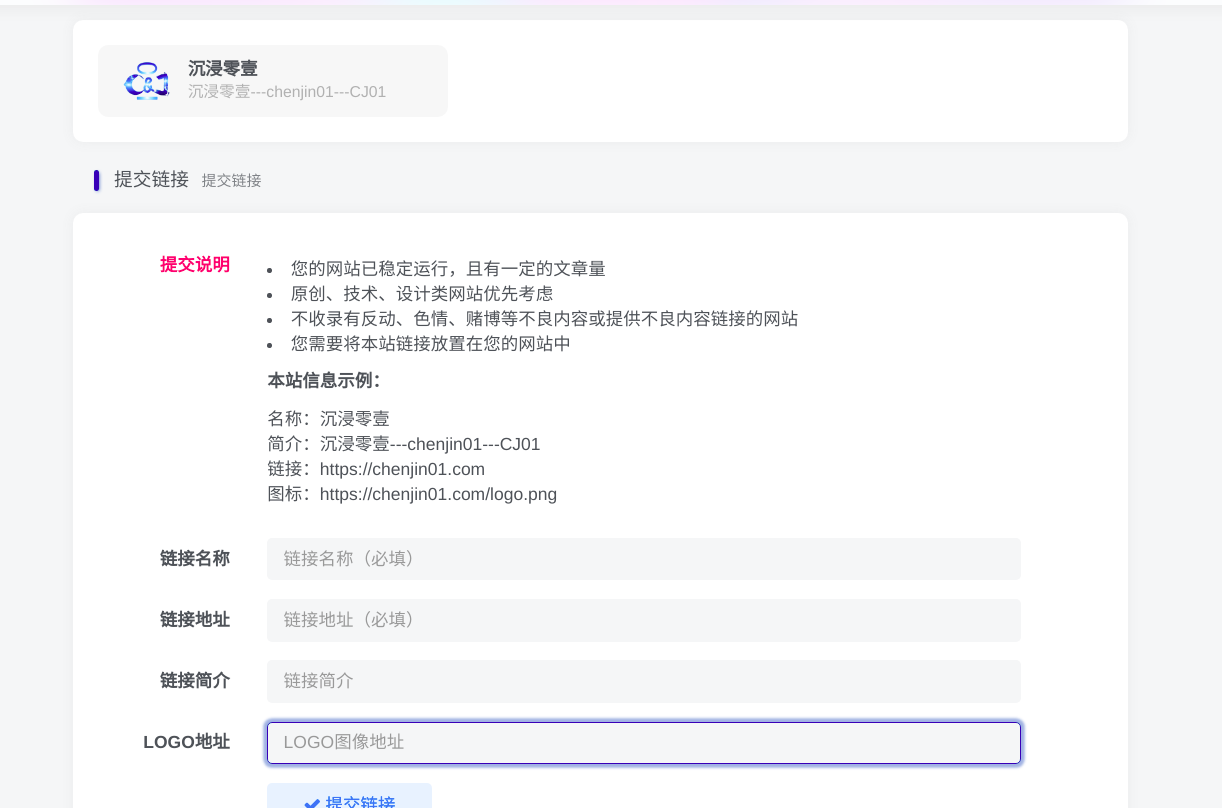 C&J
沉浸零壹
沉浸零壹---chenjin01---CJ01
提交链接 提交链接
提交说明
• 您的网站已稳定运行，且有一定的文章量
• 原创、技术、设计类网站优先考虑
• 不收录有反动、色情、赌博等不良内容或提供不良内容链接的网站
• 您需要将本站链接放置在您的网站中
本站信息示例：
名称：沉浸零壹
简介：沉浸零壹---chenjin01---CJ01
链接：https://chenjin01.com
图标：https://chenjin01.com/logo.png
链接名称 链接名称（必填）
链接地址 链接地址（必填）
链接简介 链接简介
LOGO地址 LOGO图像地址
提交链接